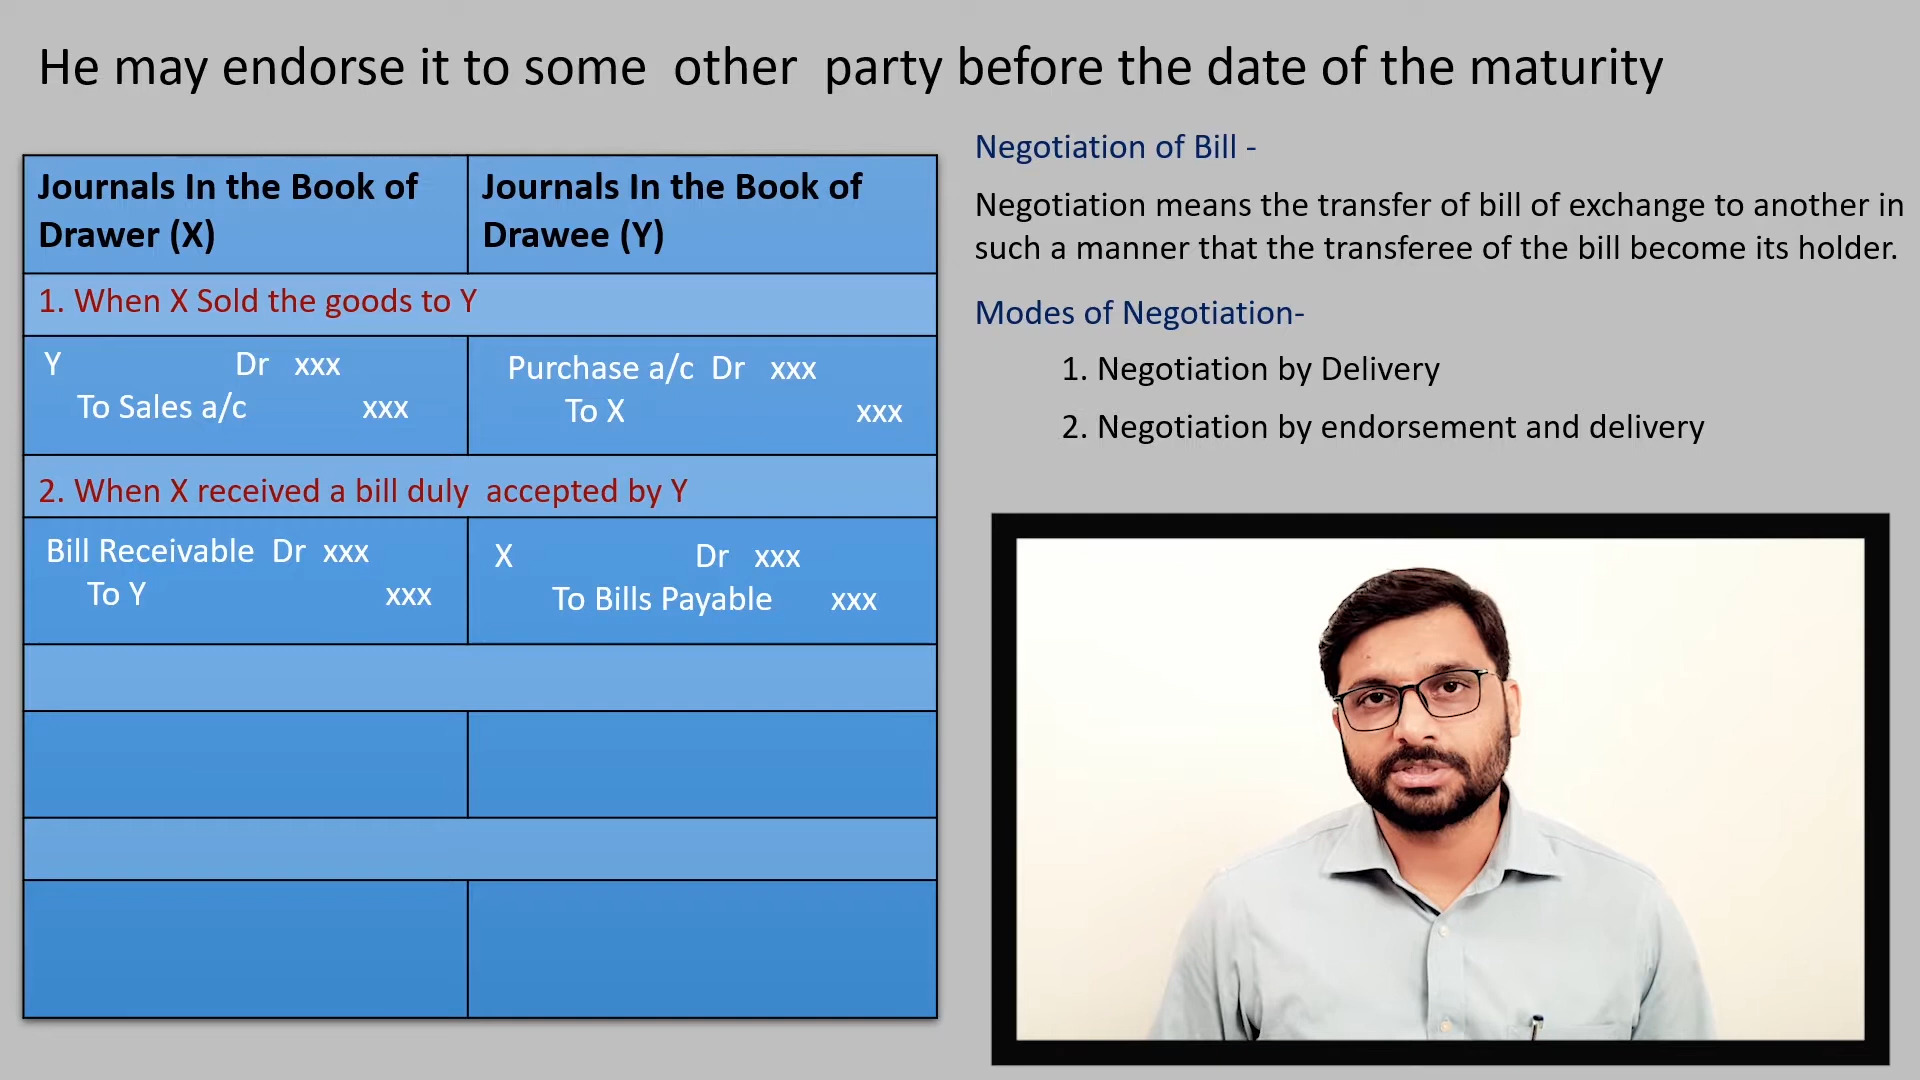 He may endorse it to some other party before the date of the maturity
Journals In the Book of
Drawer (X)
Journals In the Book of
Drawee (Y)
1. When X Sold the goods to Y
Y Dr xxx
To Sales a/c xxx
Purchase a/c Dr xxx
To X xxx
2. When X received a bill duly accepted by Y
Bill Receivable Dr xxx
To Y xxx
X Dr xxx
To Bills Payable xxx
Negotiation of Bill -
Negotiation means the transfer of bill of exchange to another in
such a manner that the transferee of the bill become its holder.
Modes of Negotiation-
1. Negotiation by Delivery
2. Negotiation by endorsement and delivery